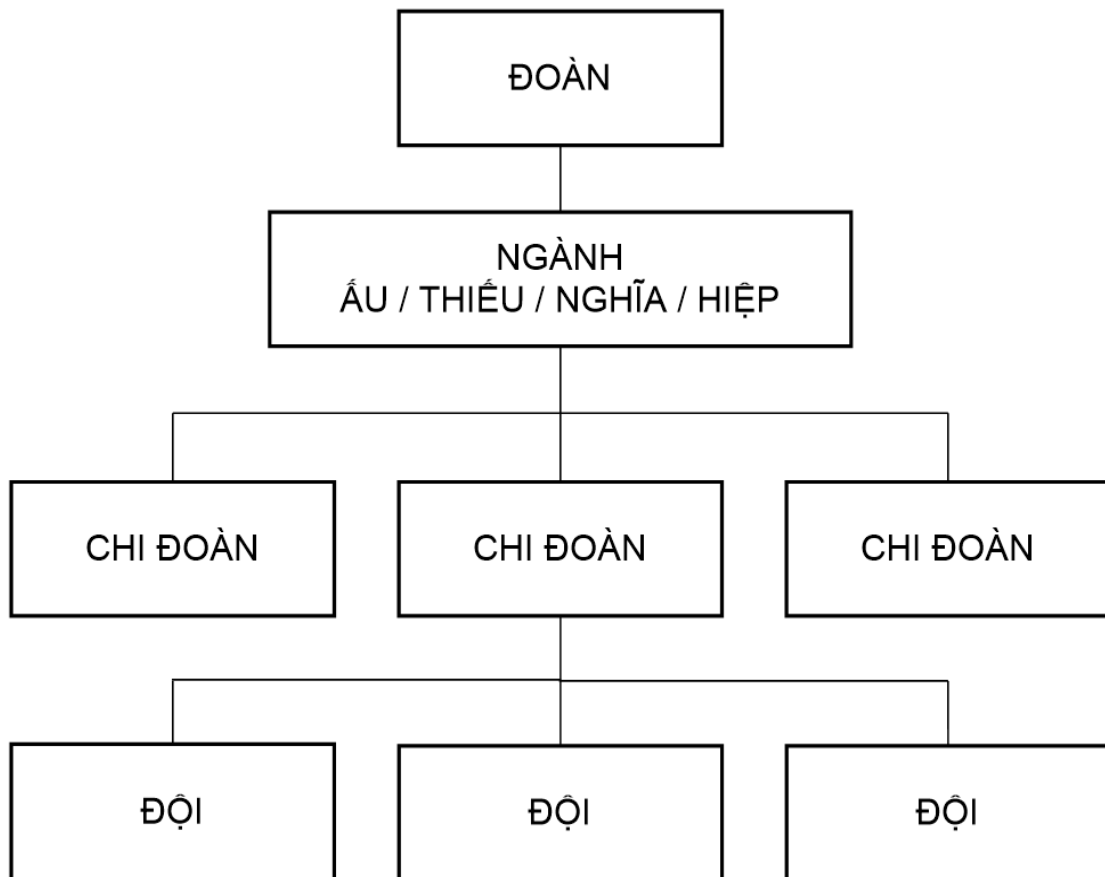 ĐOÀN
NGÀNH
ẤU / THIẾU / NGHĨA / HIỆP
CHI ĐOÀN
CHI ĐOÀN
CHI ĐOÀN
ĐỘI
ĐỘI
ĐỘI